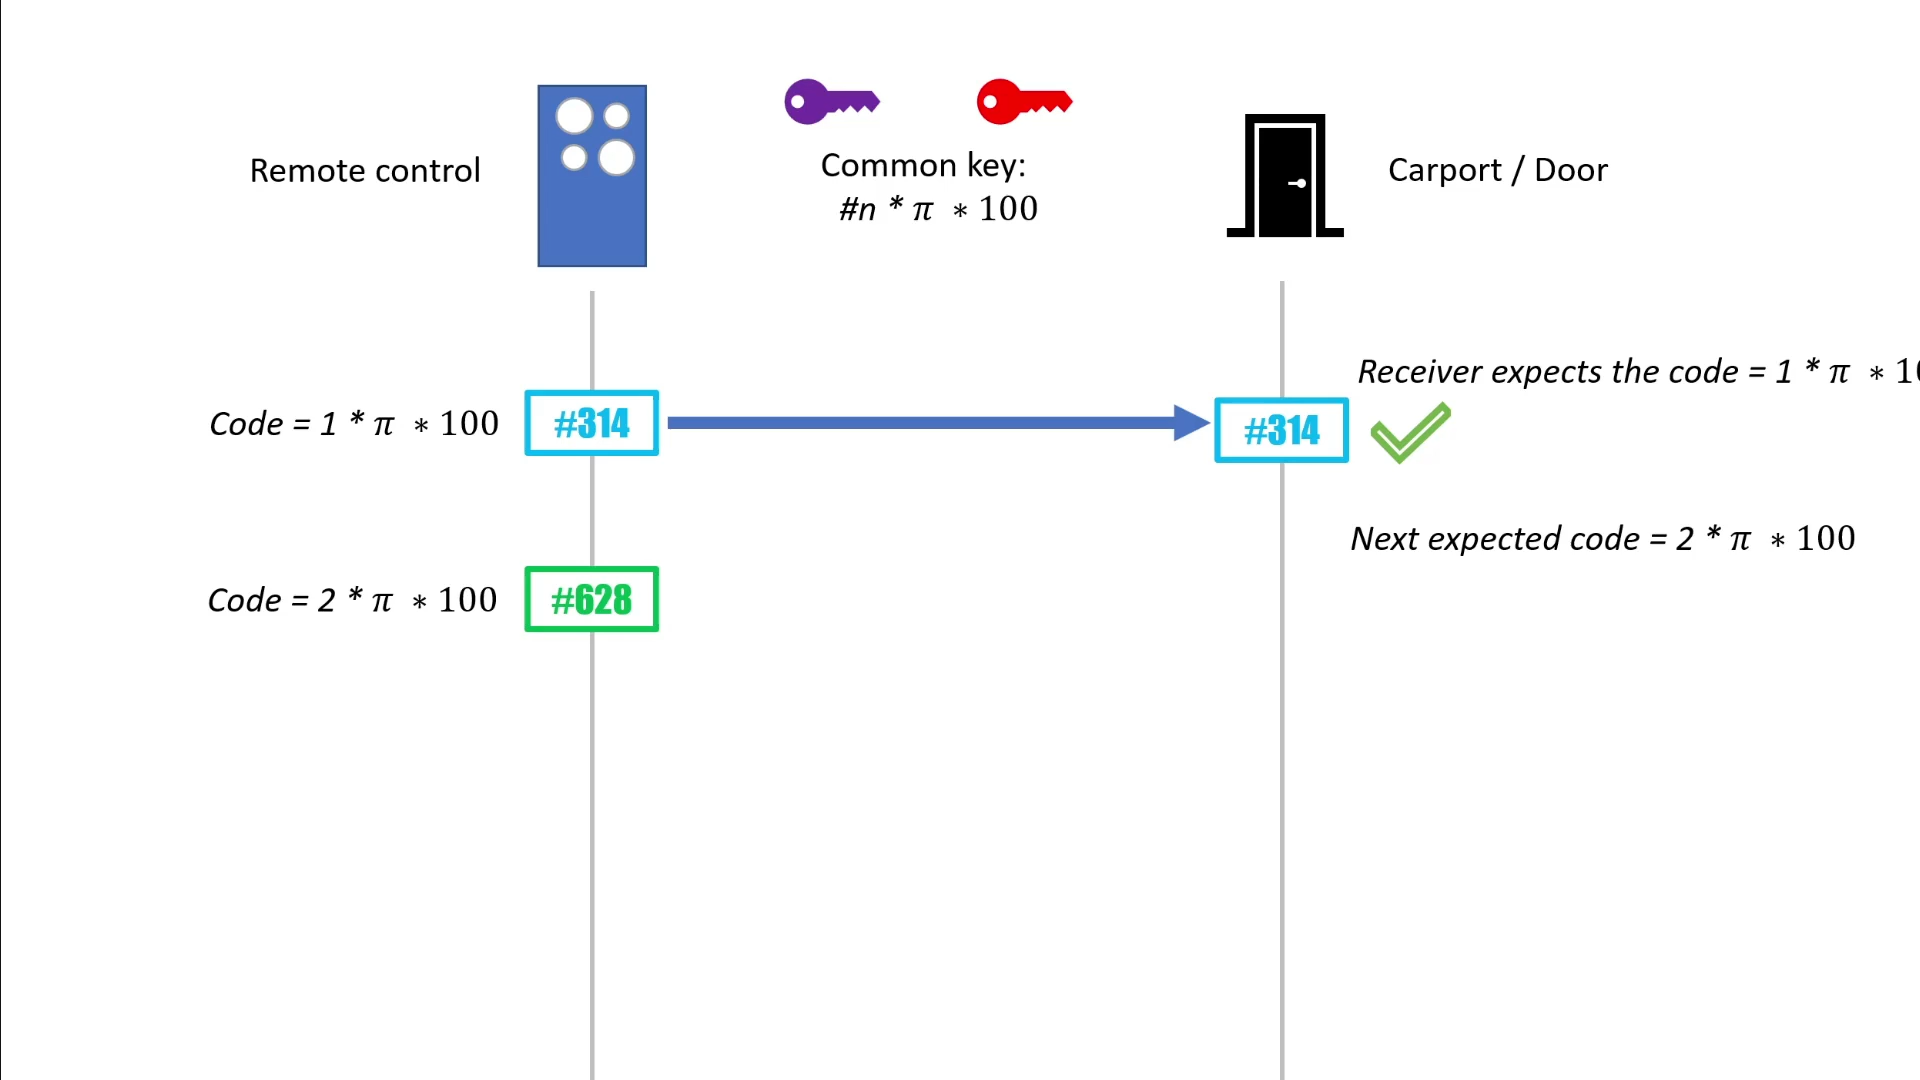 Remote control
Common key:
#n * π * 100
Carport / Door
Receiver expects the code = 1 * π *
Code = 1 * π * 100
#314
#314
Next expected code = 2 * π * 100
Code = 2 * π * 100
#628